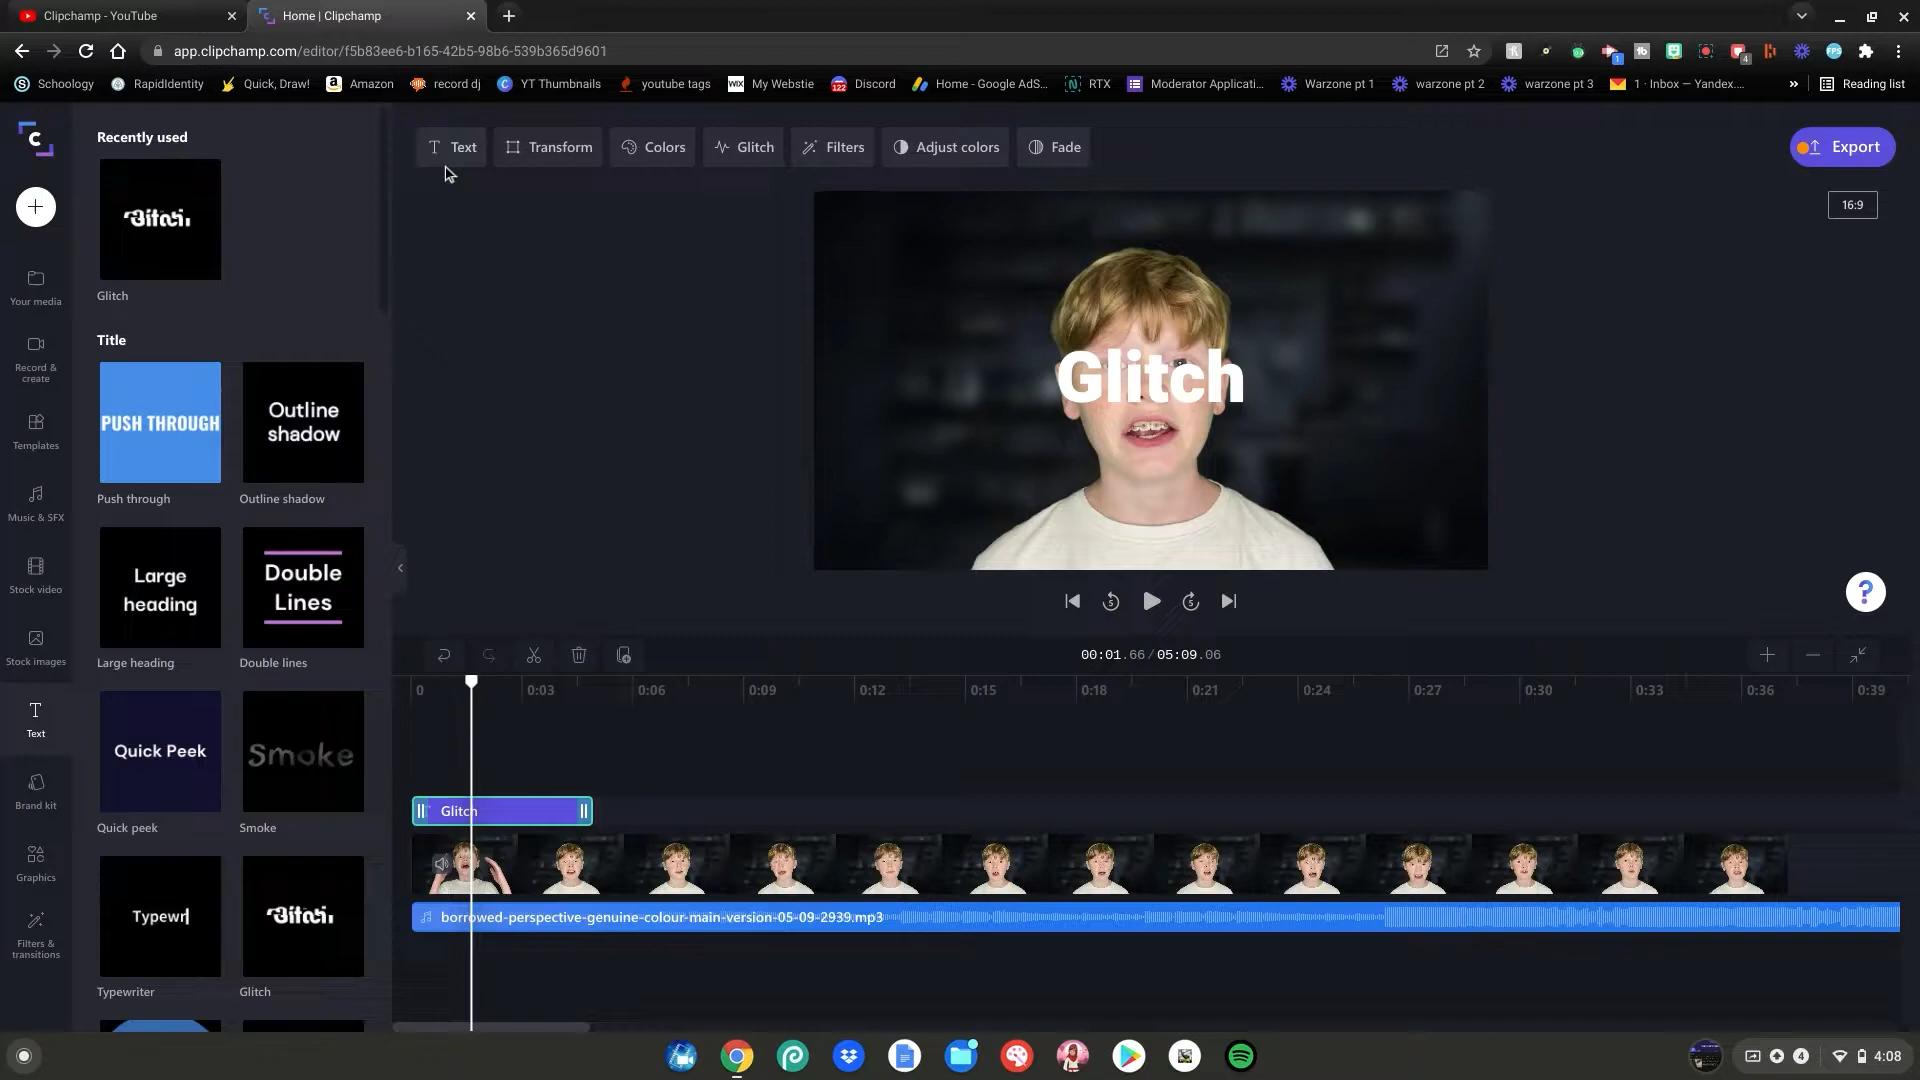 Clipchamp - YouTube
Home | Clipchamp
app.clipchamp.com/editor/f5b83ee6-b165-42b5-98b6-539b365d9601
Schoology
RapidIdentity
Quick, Draw!
Amazon
record dj
YT Thumbnails
youtube tags
WIX
My Webstie
122
Discord
Home - Google AdS...
RTX
Moderator Applicati...
Warzone pt 1
warzone pt 2
warzone pt 3
1 · Inbox — Yandex....
»
Reading list
Recently used
Glitch
Glitch
Title
PUSH THROUGH
Push through
Outline
shadow
Outline shadow
Large
heading
Large heading
Double
Lines
Double lines
Quick Peek
Quick peek
Smoke
Smoke
Typewr
Typewriter
Glitch
Glitch
Your media
Record &
create
Templates
Music & SFX
Stock video
Stock images
Text
Brand kit
Graphics
Filters &
transitions
Text
Transform
Colors
Glitch
Filters
Adjust colors
Fade
Export
16:9
Glitch
5
5
?
00:01.66 / 05:09.06
0
0:03
0:06
0:09
0:12
0:15
0:18
0:21
0:24
0:27
0:30
0:33
0:36
0:39
Glitch
borrowed-perspective-genuine-colour-main-version-05-09-2939.mp3
4
4:08